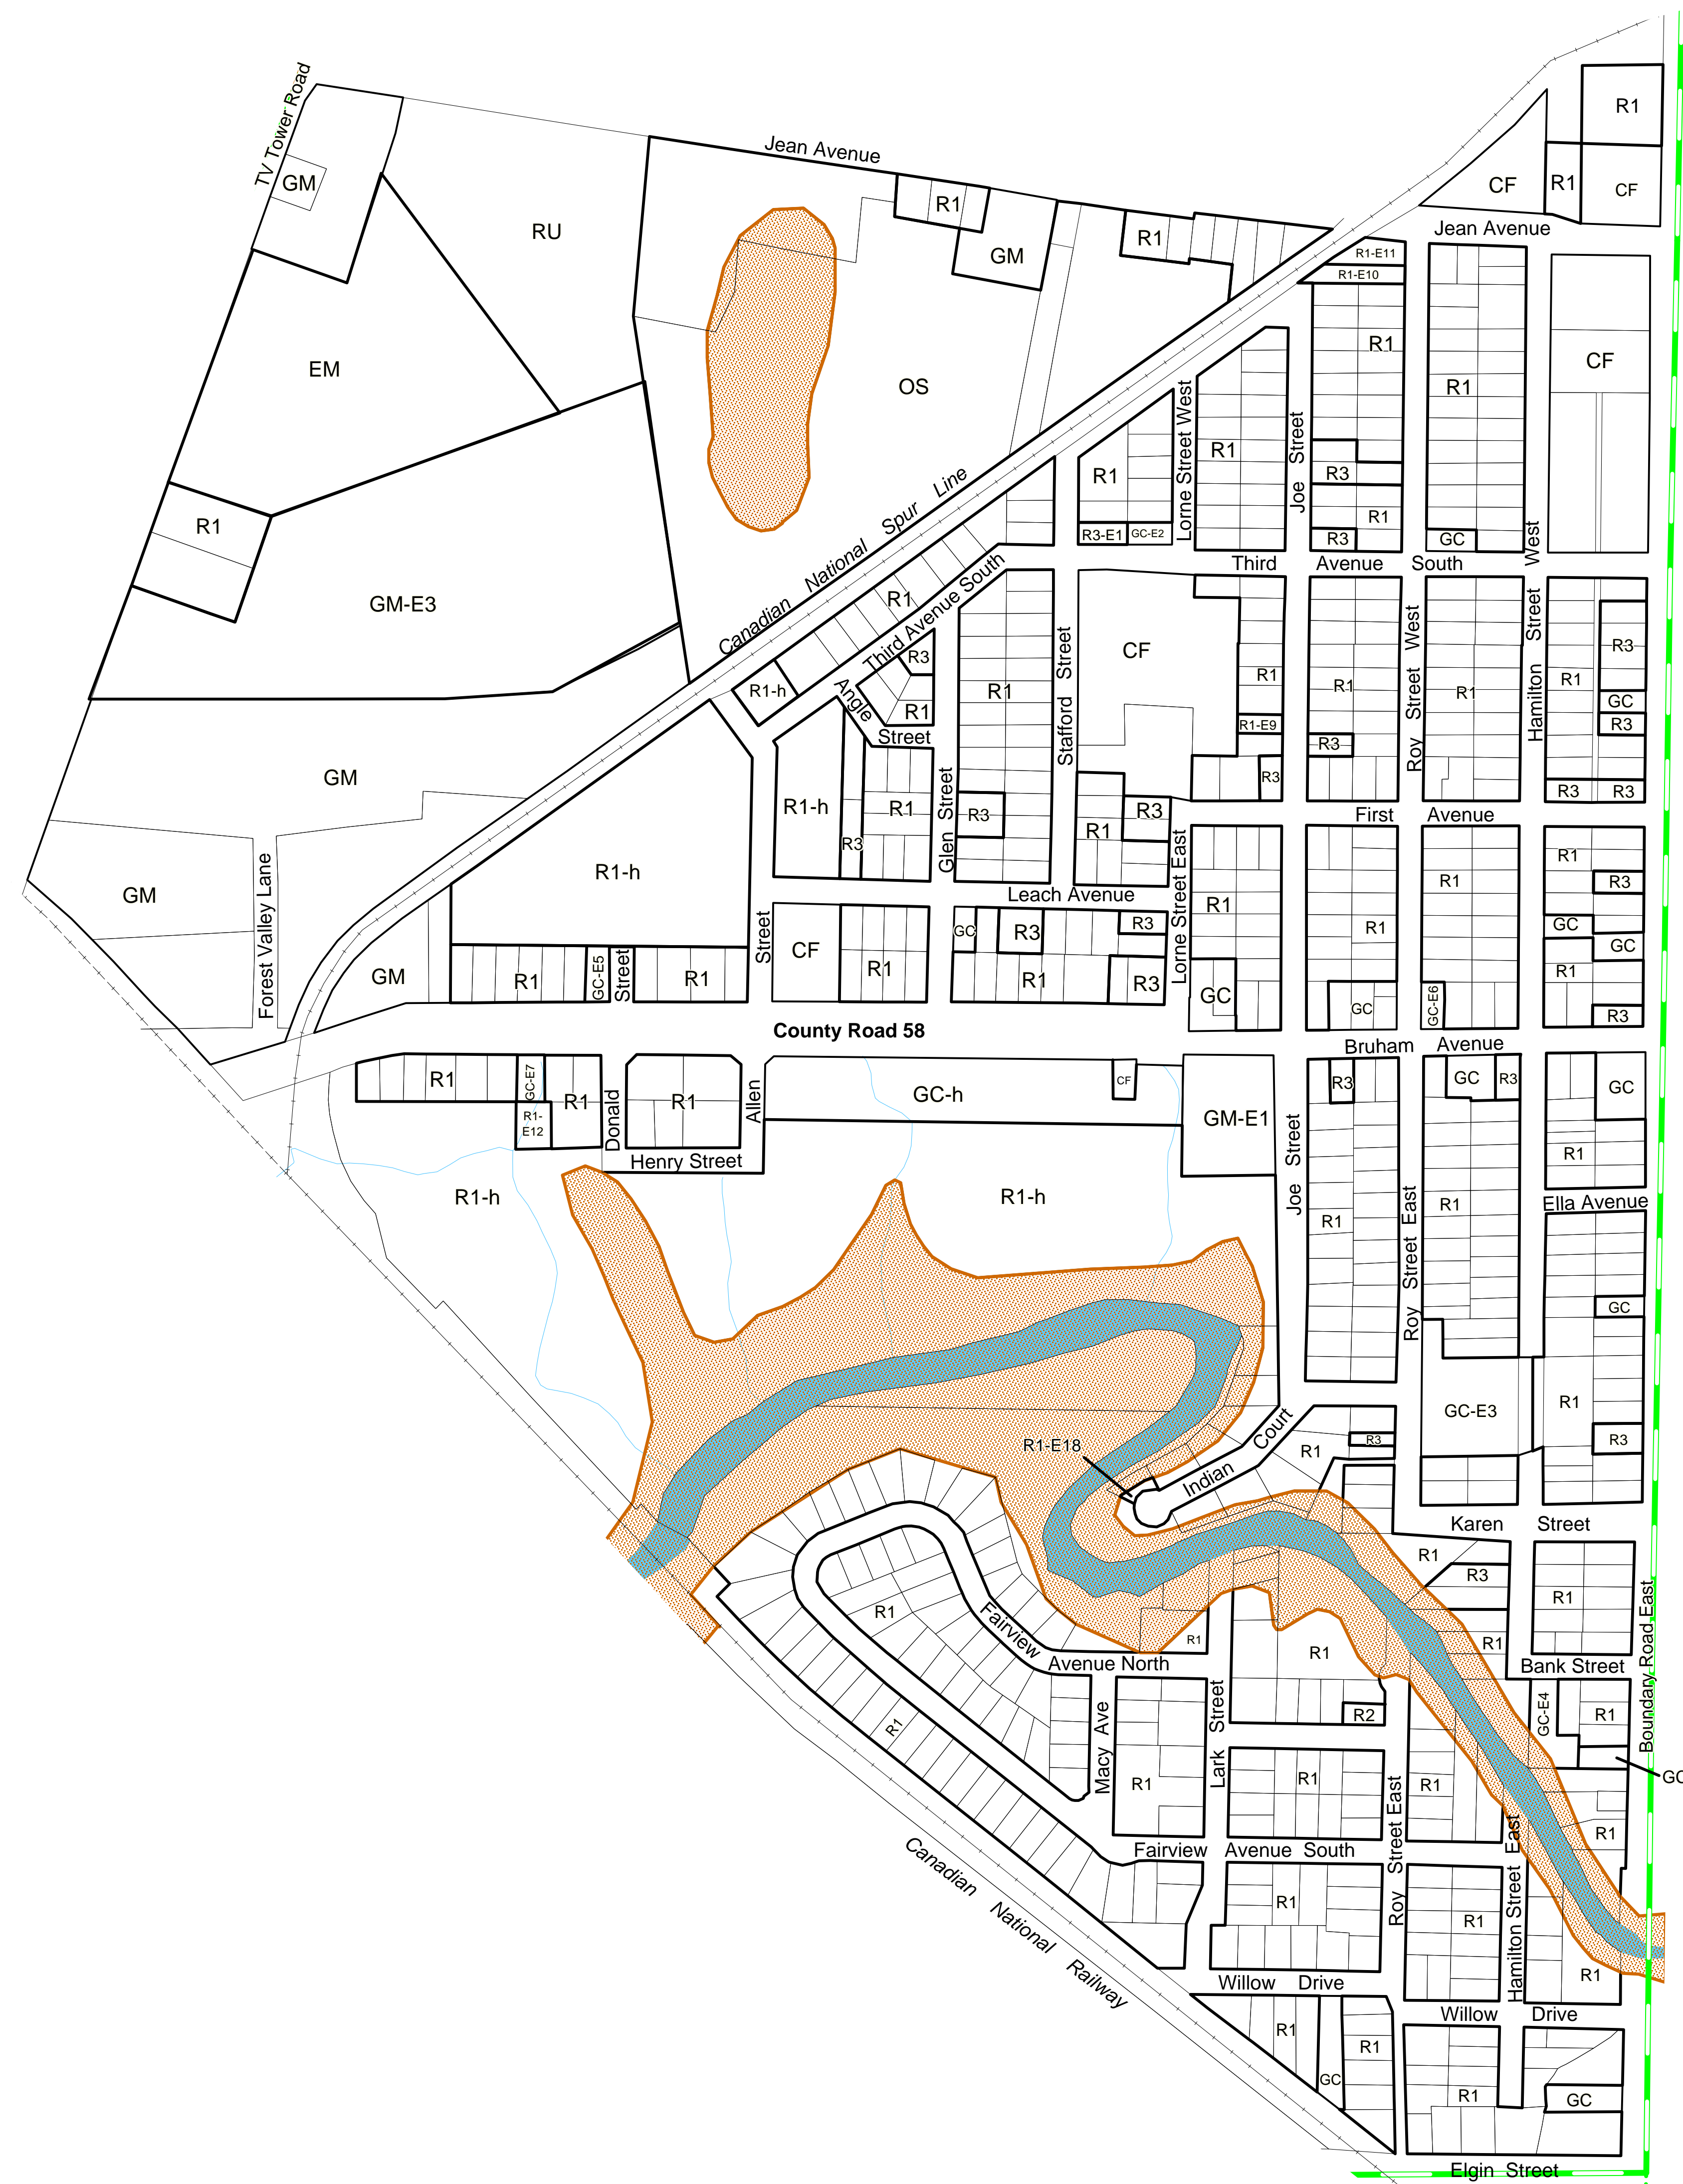 TV Tower Road
GM
Jean Avenue
RU
R1
GM
R1
CF
R1
R1
CF
Jean Avenue
R1-E11
R1-E10
EM
OS
R1
R1
CF
R1
R1
Lorne Street West
R1
Joe Street
R3
R1
R3
GC
R3-E1
GC-E2
Canadian National Spur Line
GM-E3
Third Avenue South
West
R1
Third Avenue South
R3
R1-h
Angle
R1
Street
R1
Stafford Street
CF
R1
R1-E9
R3
R1
R3
Roy Street West
R1
Hamilton Street
R1
R3
GC
R3
R3
R3
GM
R1-h
R1
R3
Glen Street
R3
R1
R3
First Avenue
Leach Avenue
GM
Forest Valley Lane
R1-h
GM
R1
GC-E5
Street
R1
Street
CF
R1
GC
R3
R3
R1
R3
Lorne Street East
R1
GC
R1
GC
R1
GC-E6
R1
R3
GC
GC
R1
R3
County Road 58
Bruham Avenue
R1
GC-E7
R1
R1-
E12
Donald
R1
Allen
GC-h
CF
GM-E1
Joe Street
R3
GC
R3
GC
R1
Henry Street
R1-h
R1-h
R1
Roy Street East
R1
Ella Avenue
GC
R1
GC-E3
R3
R1-E18
Indian Court
R1
R3
Karen Street
R1
R3
R1
R1
Boundary Road East
R1
Fairview
Avenue North
R1
R1
Bank Street
R1
Macy Ave
R1
Lark Street
R2
R1
Roy Street East
R1
GC-E4
R1
GC
R1
Fairview Avenue South
Hamilton Street East
R1
R1
R1
Canadian National Railway
Willow Drive
Willow Drive
R1
GC
R1
R1
GC
Elgin Street